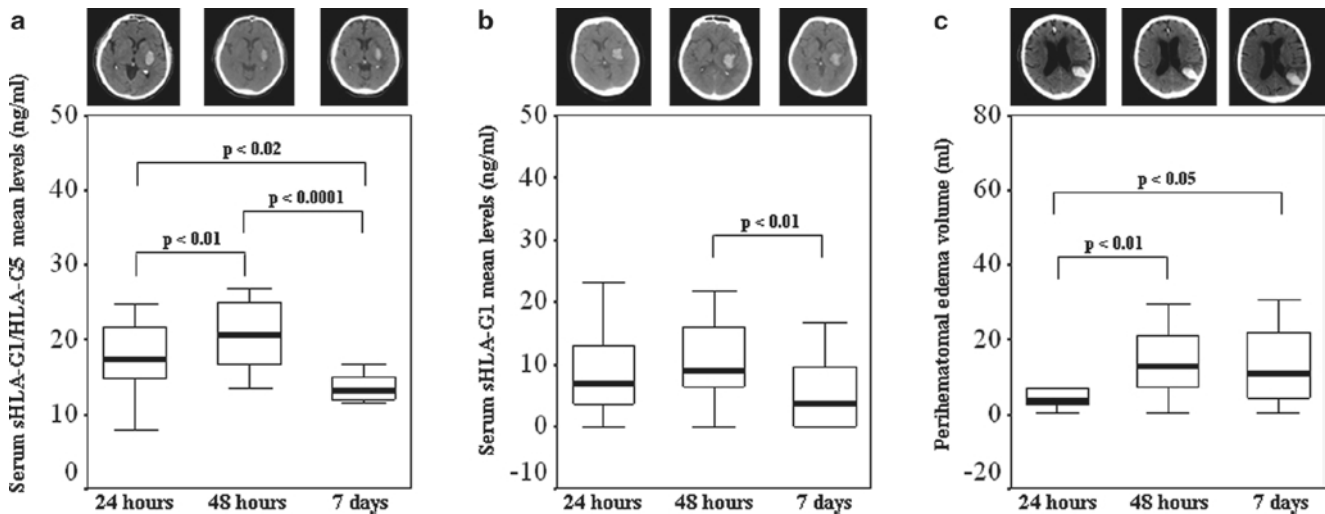 a
Serum sHLA-G1/HLA-G5 mean levels (ng/ml)
50
40
30
20
10
0
p < 0.02
p < 0.0001
p < 0.01
24 hours 48 hours 7 days
b
Serum sHLA-G1 mean levels (ng/ml)
50
40
30
20
10
0
-10
p < 0.01
24 hours 48 hours 7 days
c
Perihematomal edema volume (ml)
80
60
40
20
0
-20
p < 0.05
p < 0.01
24 hours 48 hours 7 days